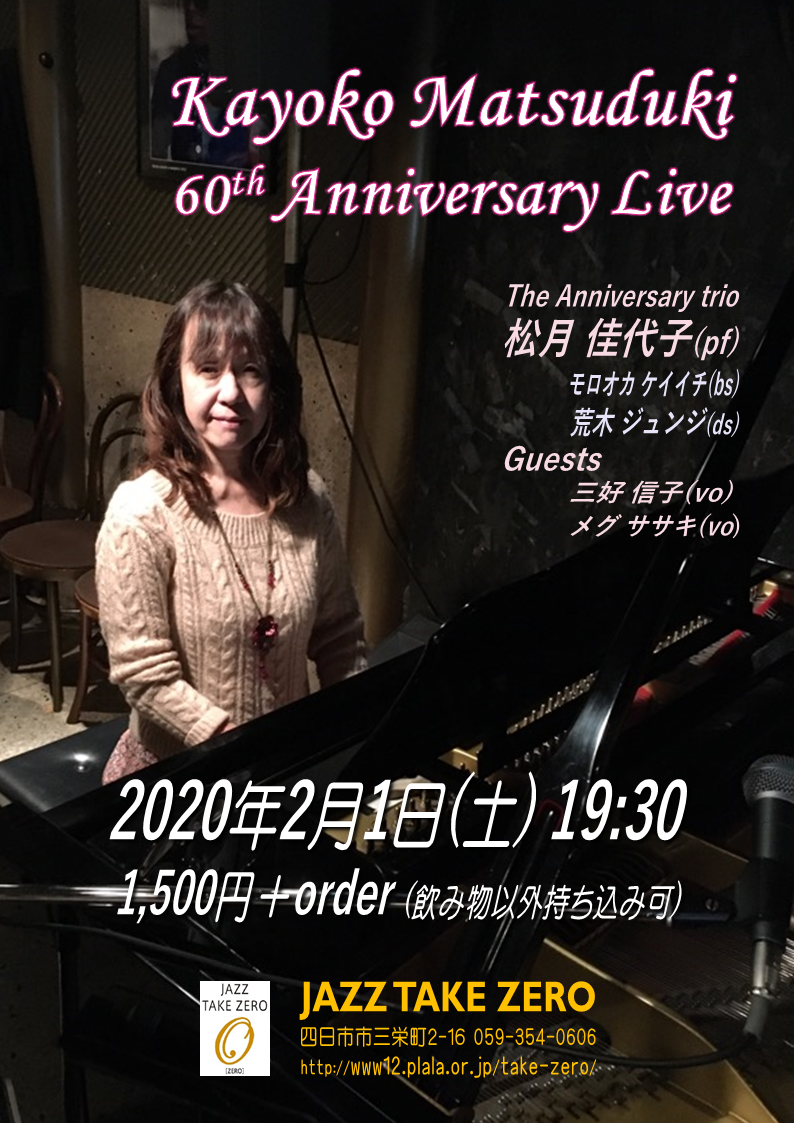 Kayoko Matsuduki
60th Anniversary Live
The Anniversary trio
松月 佳代子(pf)
モロオカ ケイイチ(bs)
荒木 ジュンジ(ds)
Guests
三好 信子(vo)
メグ ササキ(vo)
2020年2月1日(土) 19:30
1,500円＋order (飲み物以外持ち込み可)
JAZZ
TAKE ZERO
[ZERO]
JAZZ TAKE ZERO
四日市市三栄町2-16 059-354-0606
http://www12.plala.or.jp/take-zero/